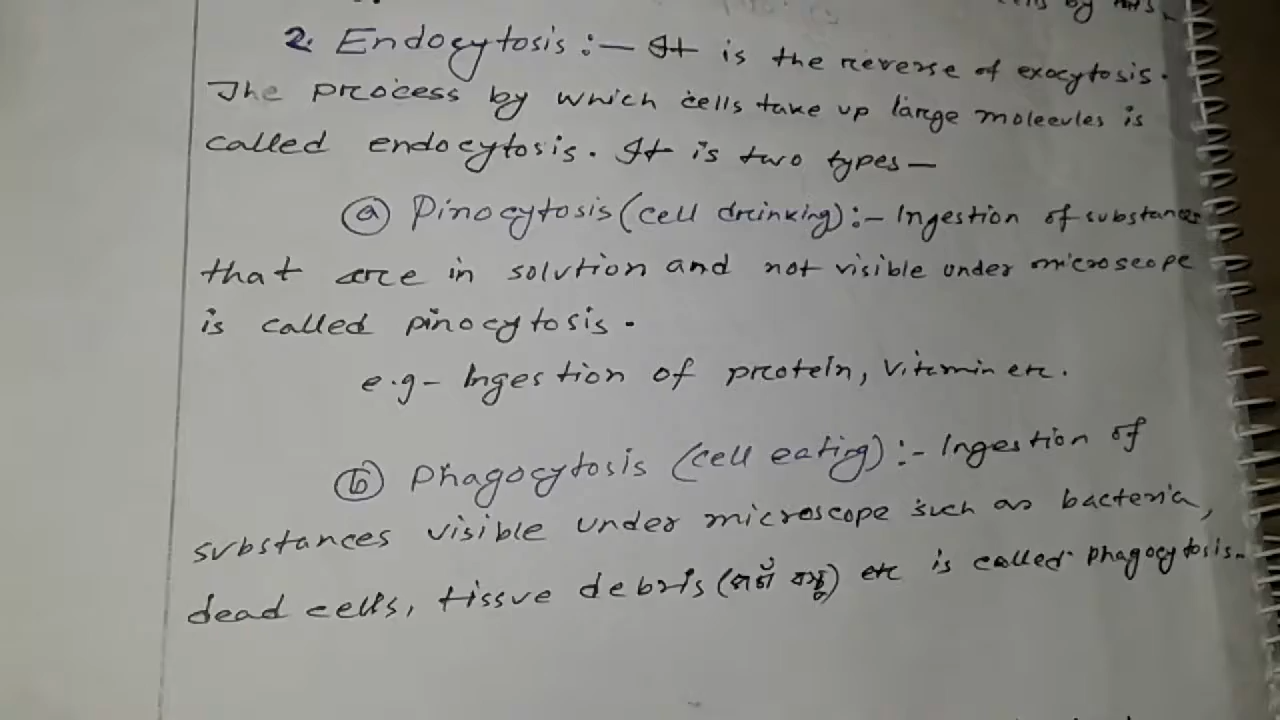 by
2. Endocytosis :— It is the reverse of exocytosis.
The process by which cells take up large molecules is
called endocytosis. It is two types —
ⓐ Pinocytosis (cell drinking) :- Ingestion of substances
that are in solution and not visible under microscope
is called pinocytosis.
e.g- Ingestion of protein, vitamin etc.
ⓑ Phagocytosis (cell eating) :- Ingestion of
substances visible under microscope such as bacteria,
dead cells, tissue debris ( ) etc is called phagocytosis.